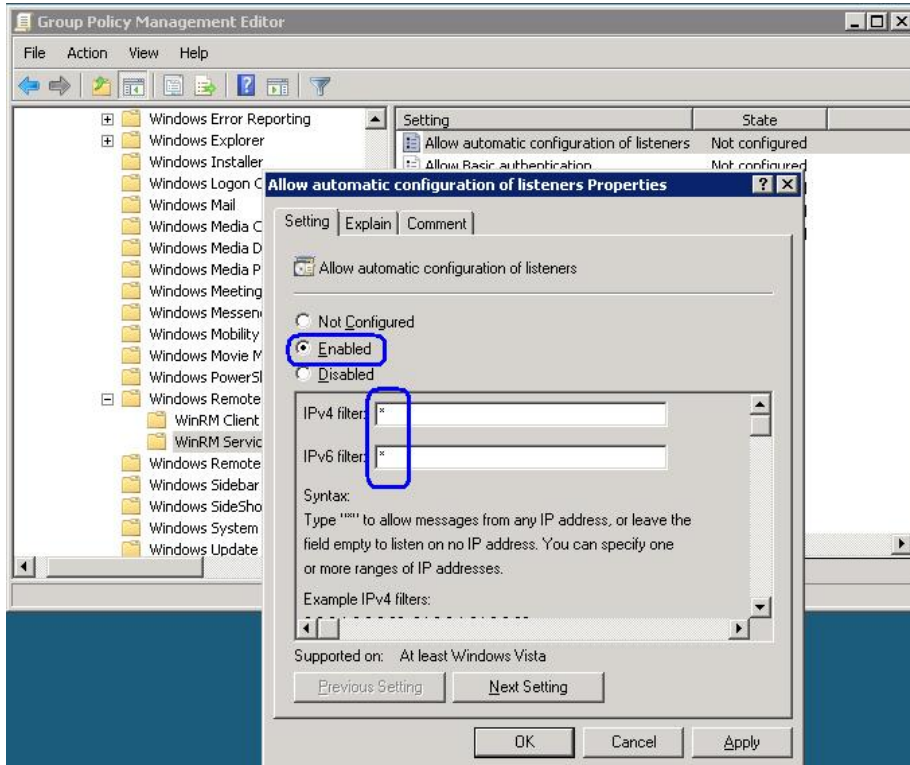 Group Policy Management Editor
File Action View Help
Windows Error Reporting
Windows Explorer
Windows Installer
Windows Logon
Windows Mail
Windows Media
Windows Media
Windows Media
Windows Meeting
Windows
Windows Mobility
Windows Movie
Windows
Windows Remote
WinRM Client
WinRM
Windows Remote
Windows Sidebar
Windows
Windows System
Windows Update
Setting State
Allow automatic configuration of listeners Not configured
Allow Basic authentication Not configured
Allow automatic configuration of listeners Properties
Setting Explain Comment
Allow automatic configuration of listeners
Not Configured
Enabled
Disabled
IPv4 filter: *
IPv6 filter: *
Syntax:
Type "*" to allow messages from any IP address, or leave the
field empty to listen on no IP address. You can specify one
or more ranges of IP addresses.
Example IPv4 filters:
Supported on: At least Windows Vista
Previous Setting Next Setting
OK Cancel Apply